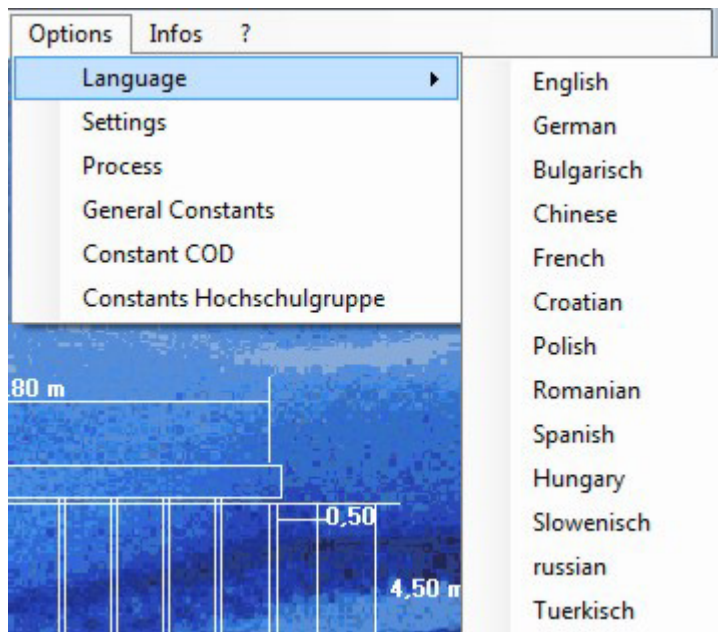 Options Infos ?
Language
Settings
Process
General Constants
Constant COD
Constants Hochschulgruppe
English
German
Bulgarisch
Chinese
French
Croatian
Polish
Romanian
Spanish
Hungary
Slowenisch
russian
Tuerkisch
.80 m
0,50
4,50 m